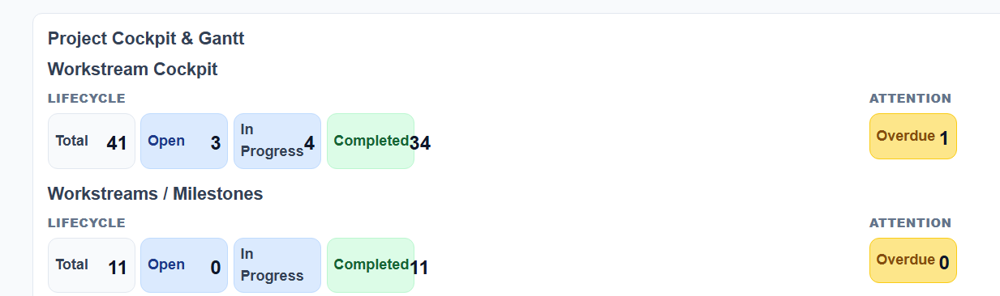 Project Cockpit & Gantt
Workstream Cockpit
LIFECYCLE ATTENTION
Total 41 Open 3 In Progress 4 Completed 34 Overdue 1
Workstreams / Milestones
LIFECYCLE ATTENTION
Total 11 Open 0 In Progress Completed 11 Overdue 0